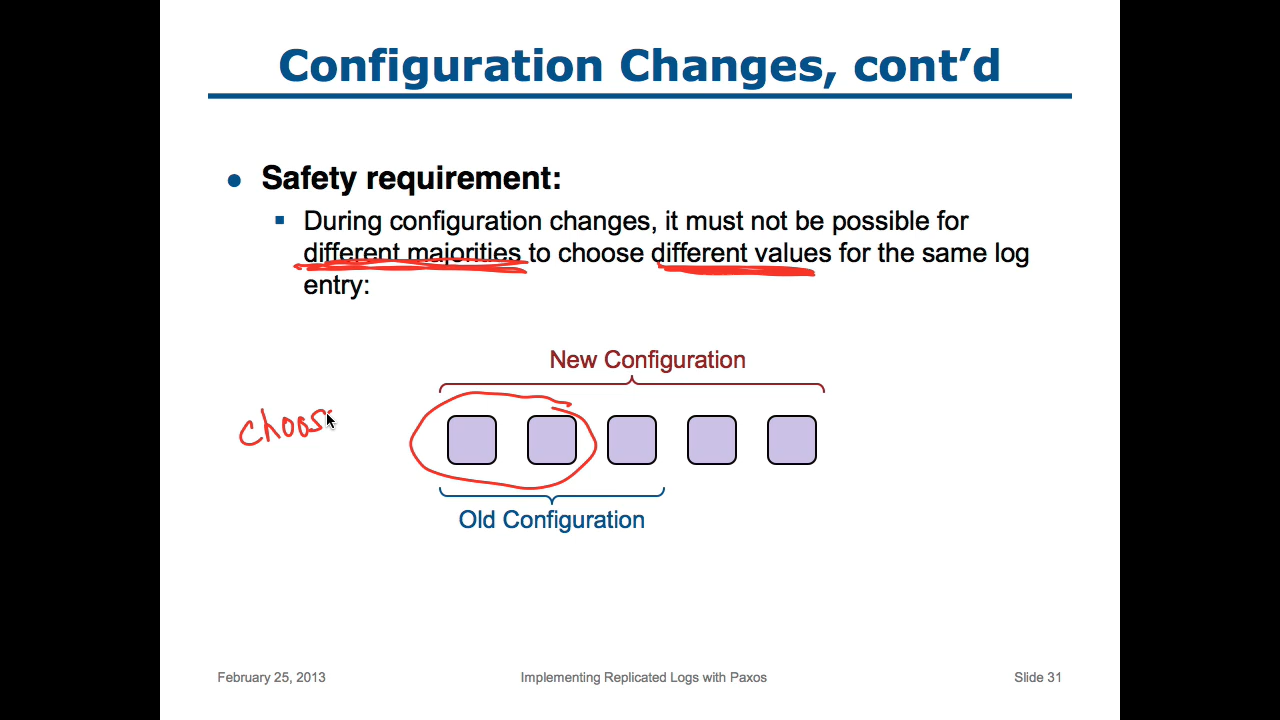 Configuration Changes, cont’d
Safety requirement:
During configuration changes, it must not be possible for
different majorities to choose different values for the same log
entry:
New Configuration
choos
Old Configuration
February 25, 2013
Implementing Replicated Logs with Paxos
Slide 31